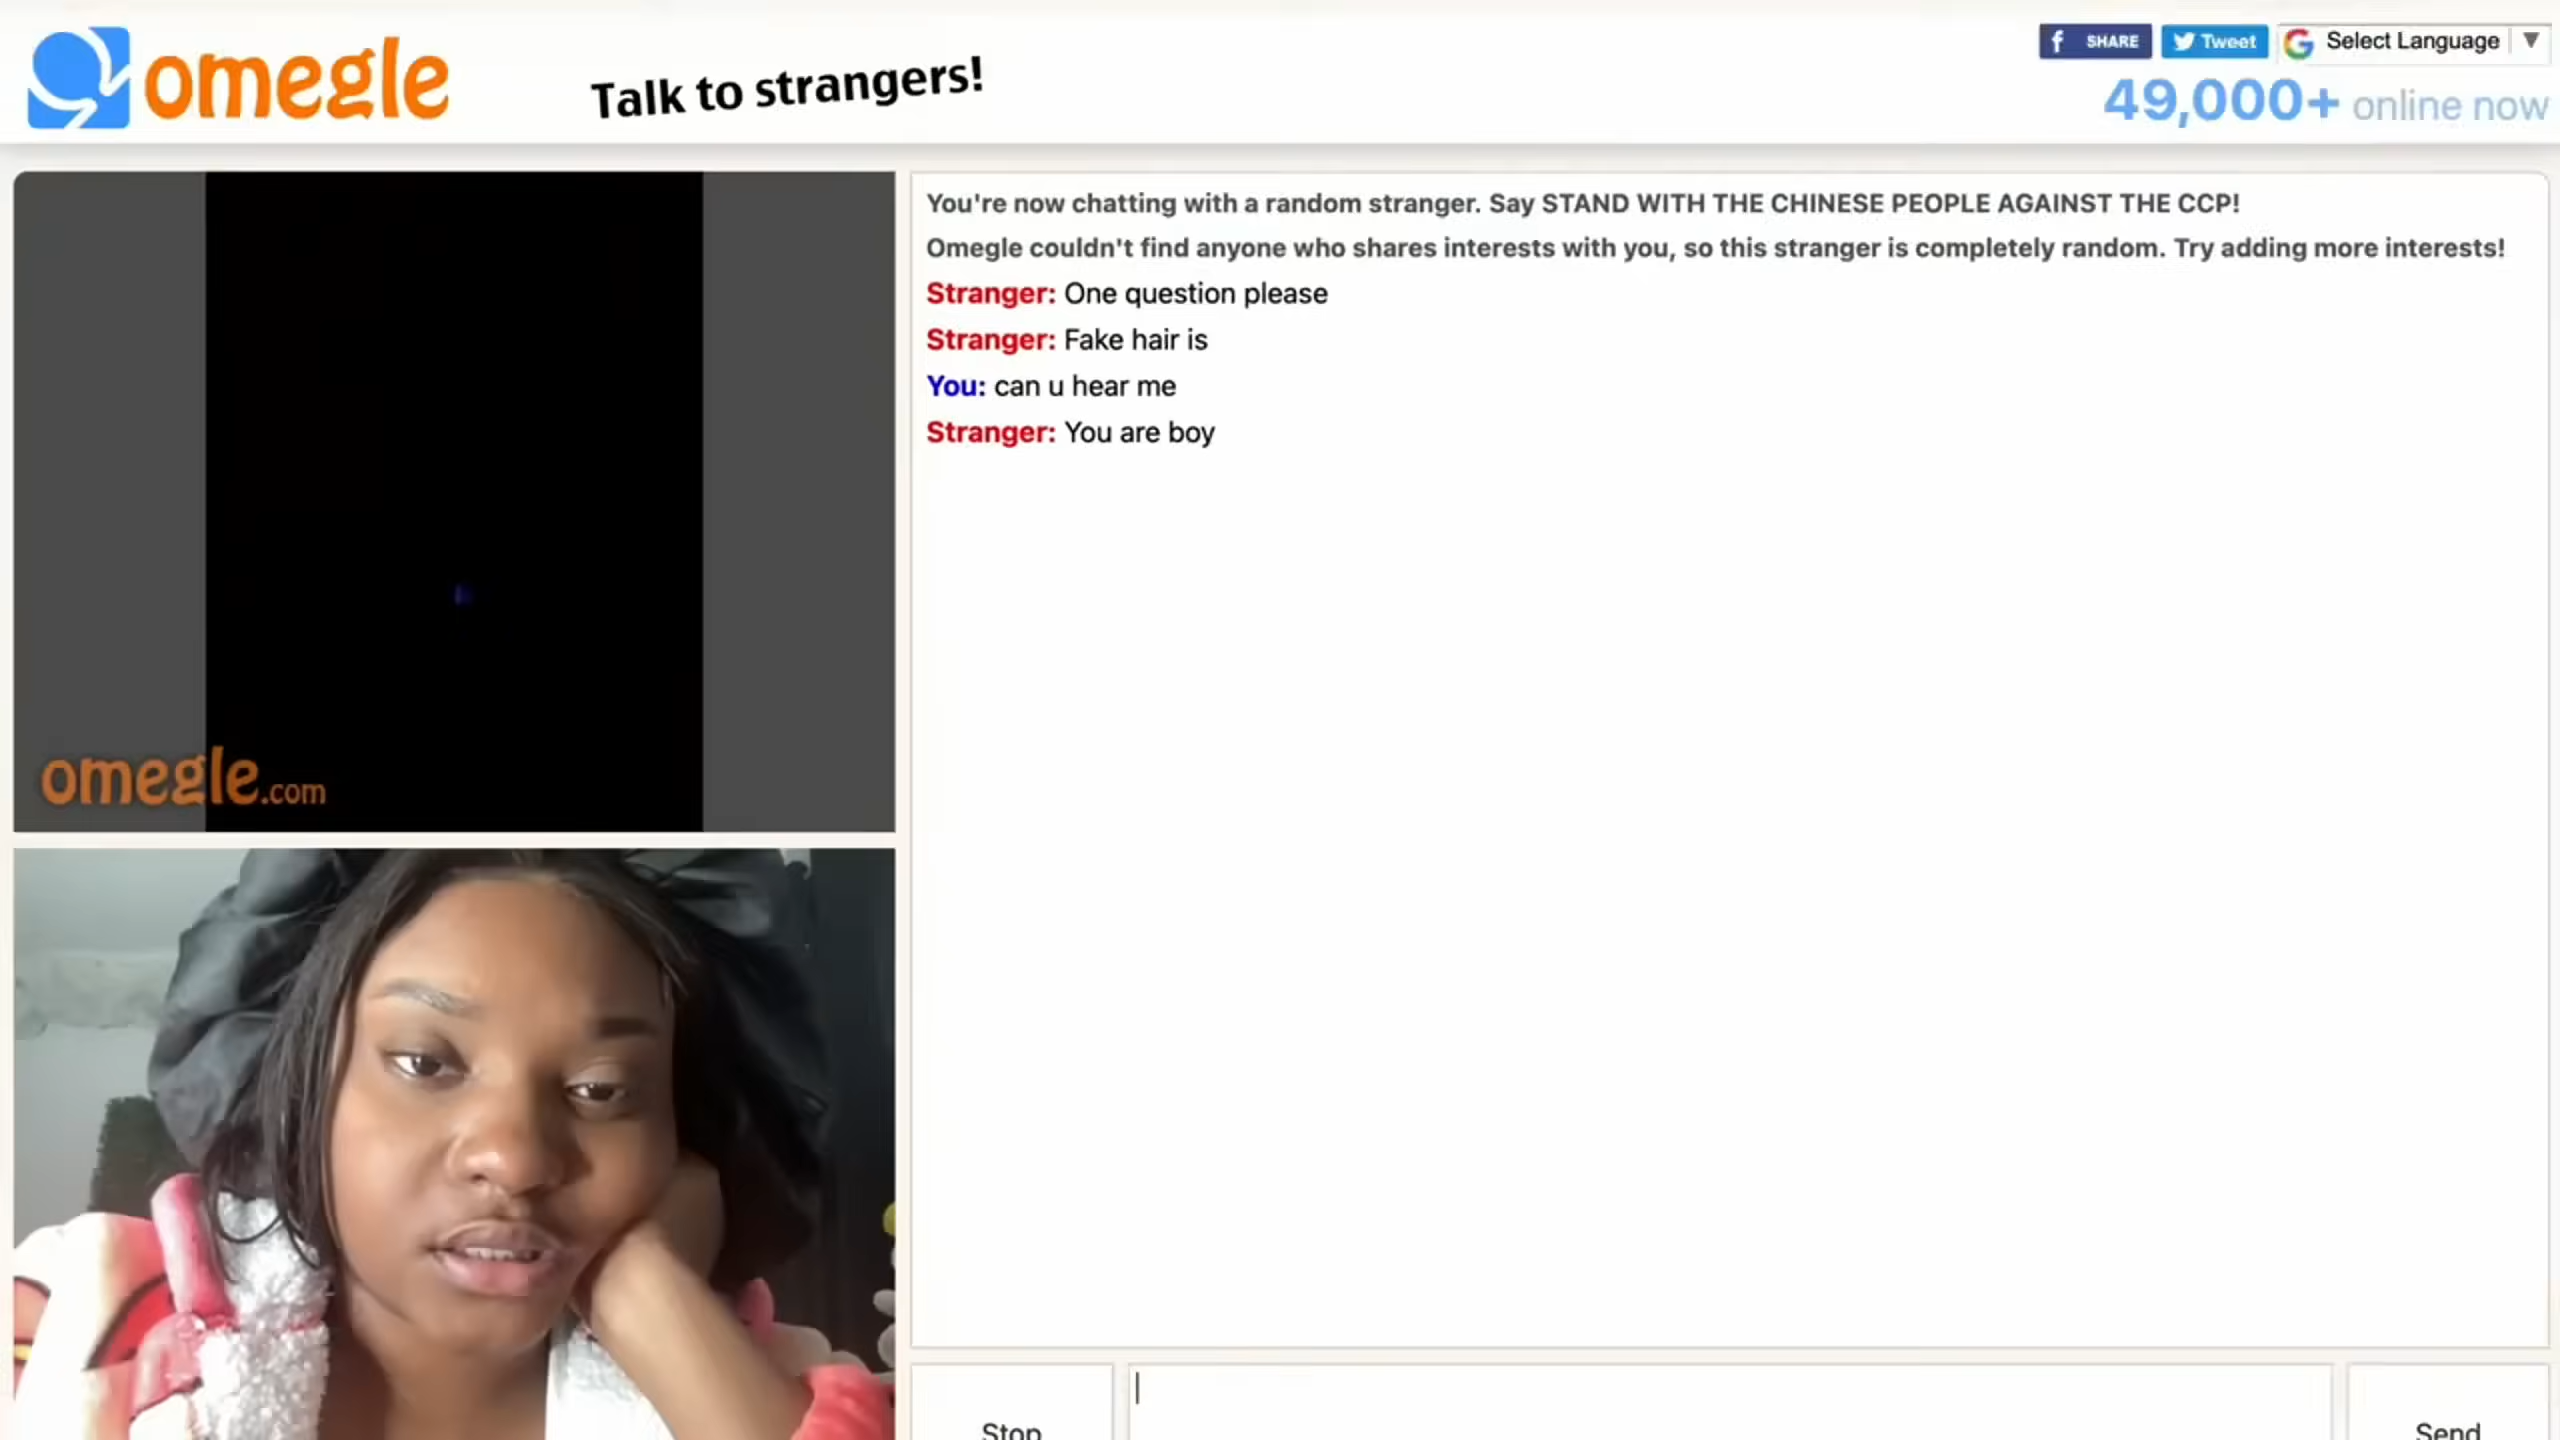 omegle
Talk to strangers!
f SHARE
Tweet
G Select Language ▼
49,000+ online now
You're now chatting with a random stranger. Say STAND WITH THE CHINESE PEOPLE AGAINST THE CCP!
Omegle couldn't find anyone who shares interests with you, so this stranger is completely random. Try adding more interests!
Stranger: One question please
Stranger: Fake hair is
You: can u hear me
Stranger: You are boy
omegle.com
Stop
Send